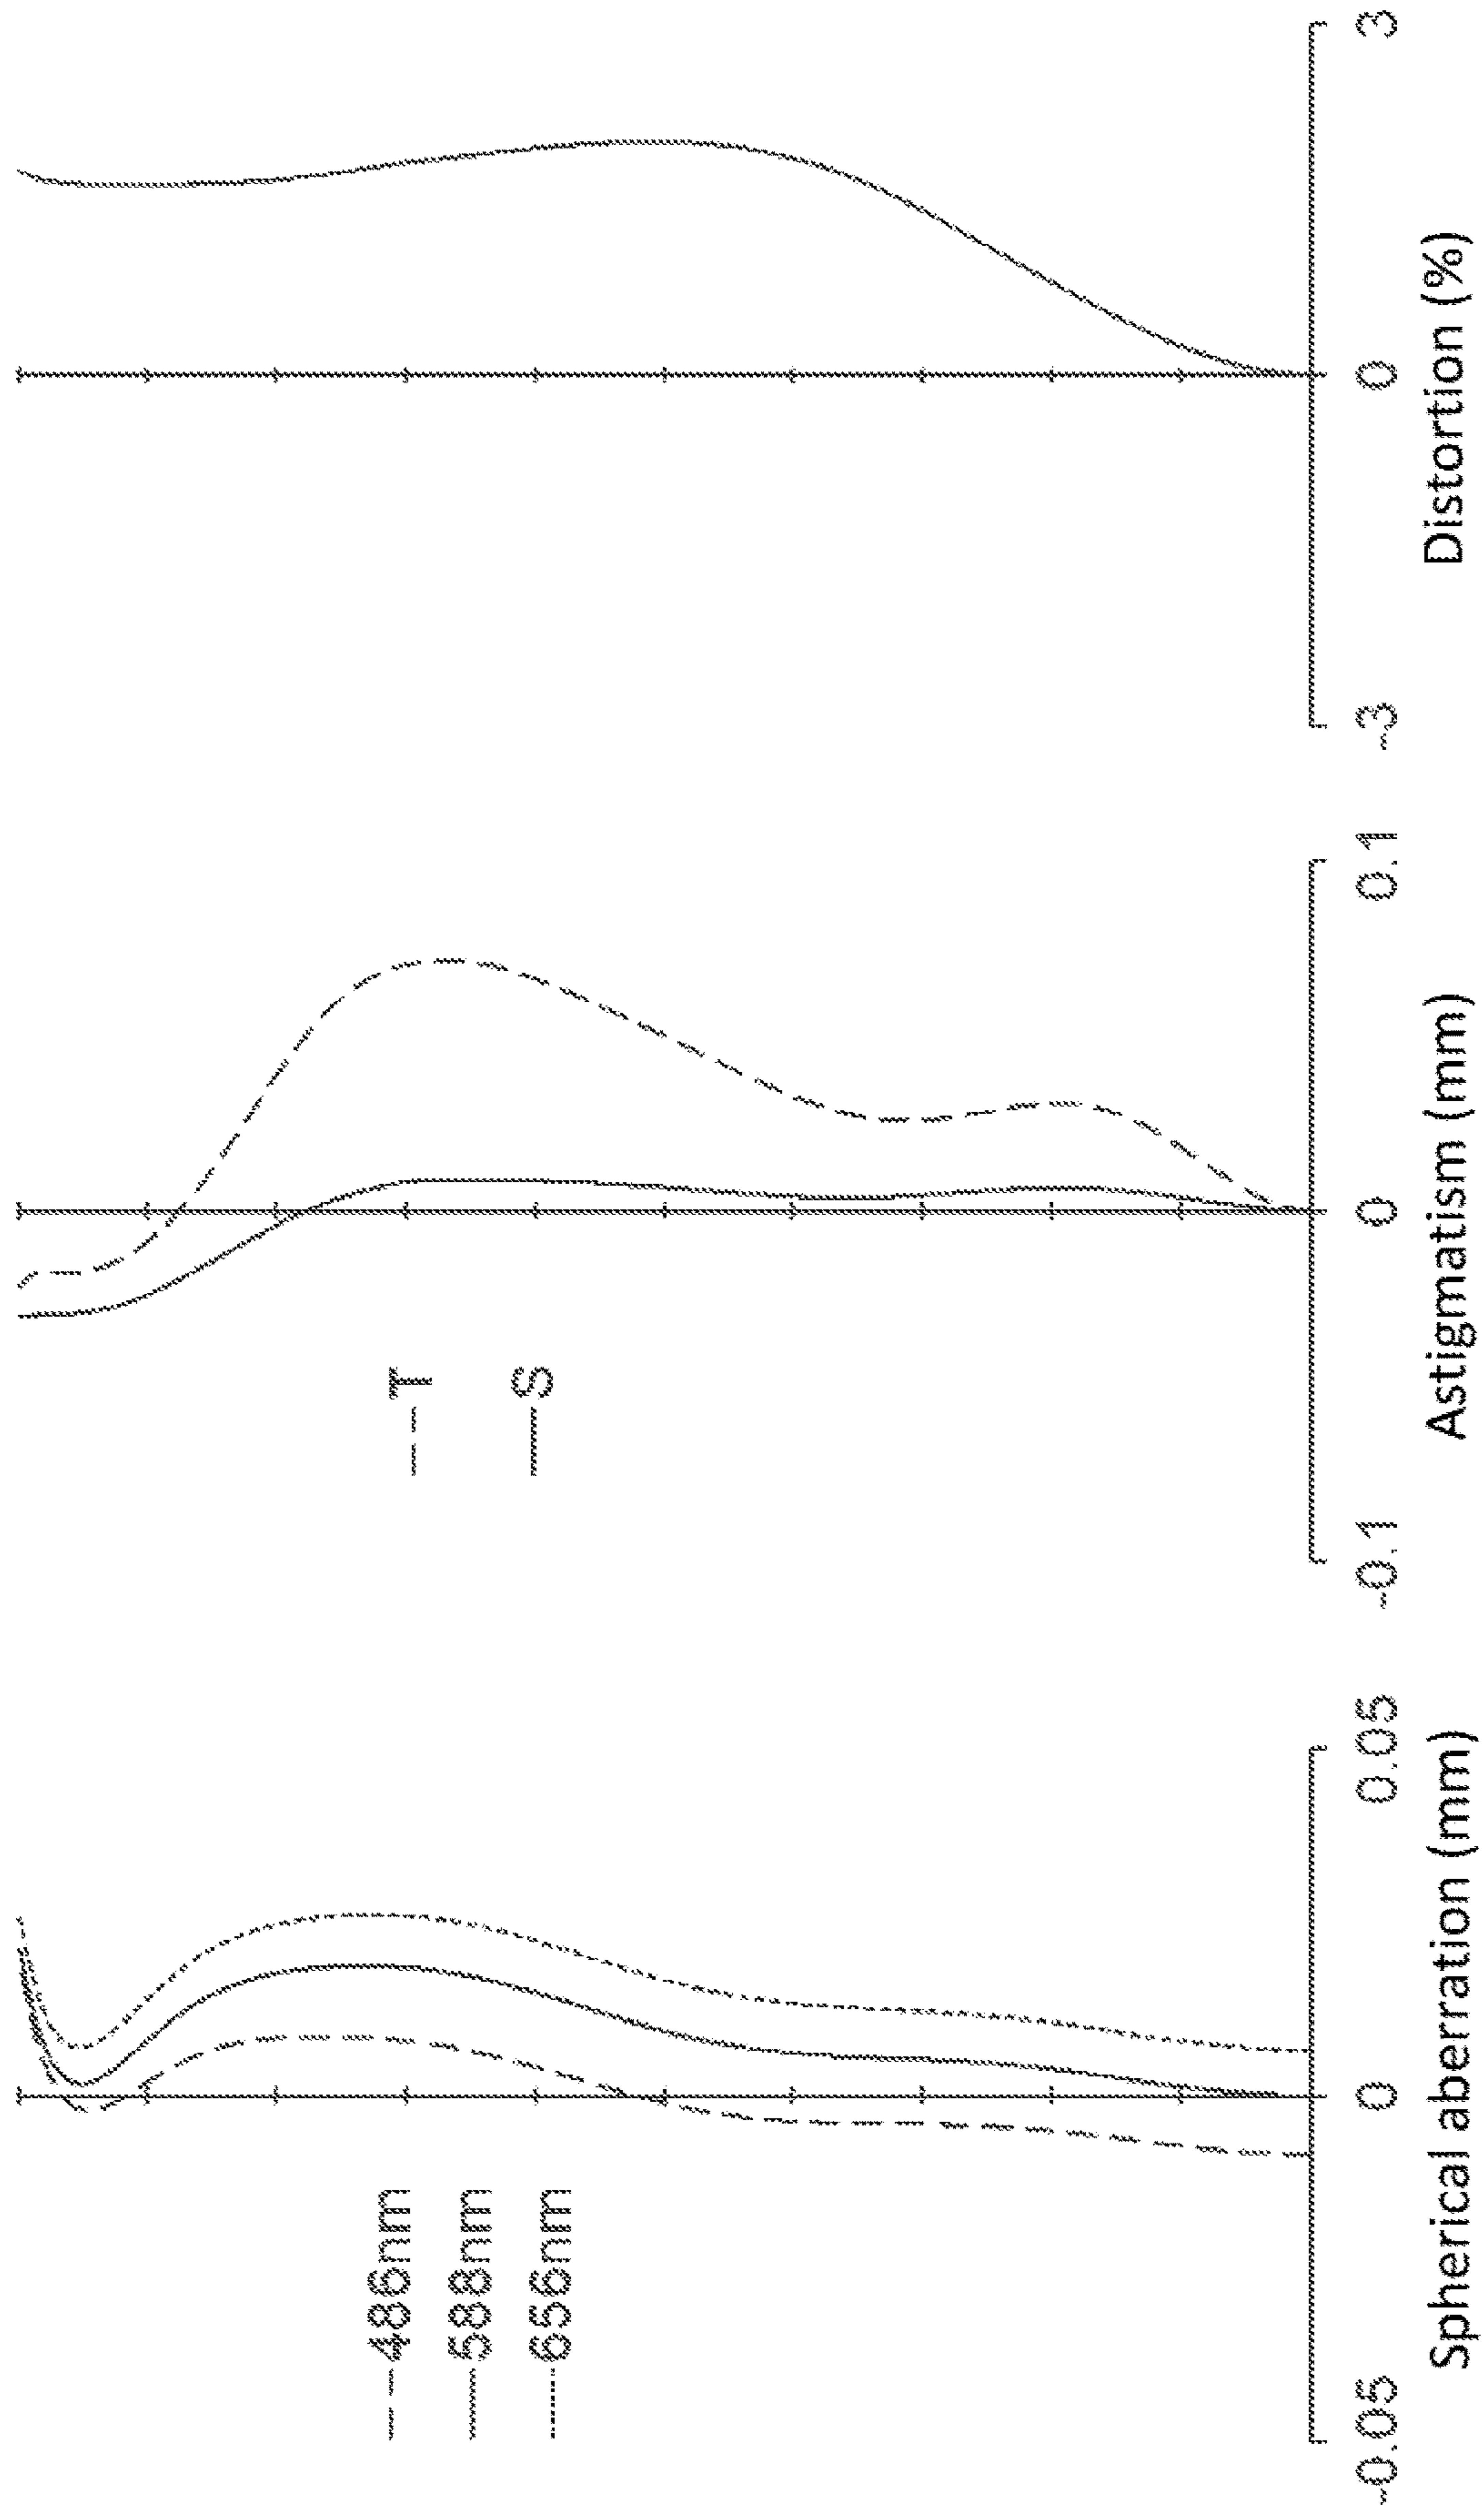 486nm
588nm
656nm
-0.05
0
0.05
Spherical aberration (mm)
T
S
-0.1
0
0.1
Astigmatism (mm)
-3
0
3
Distortion (%)